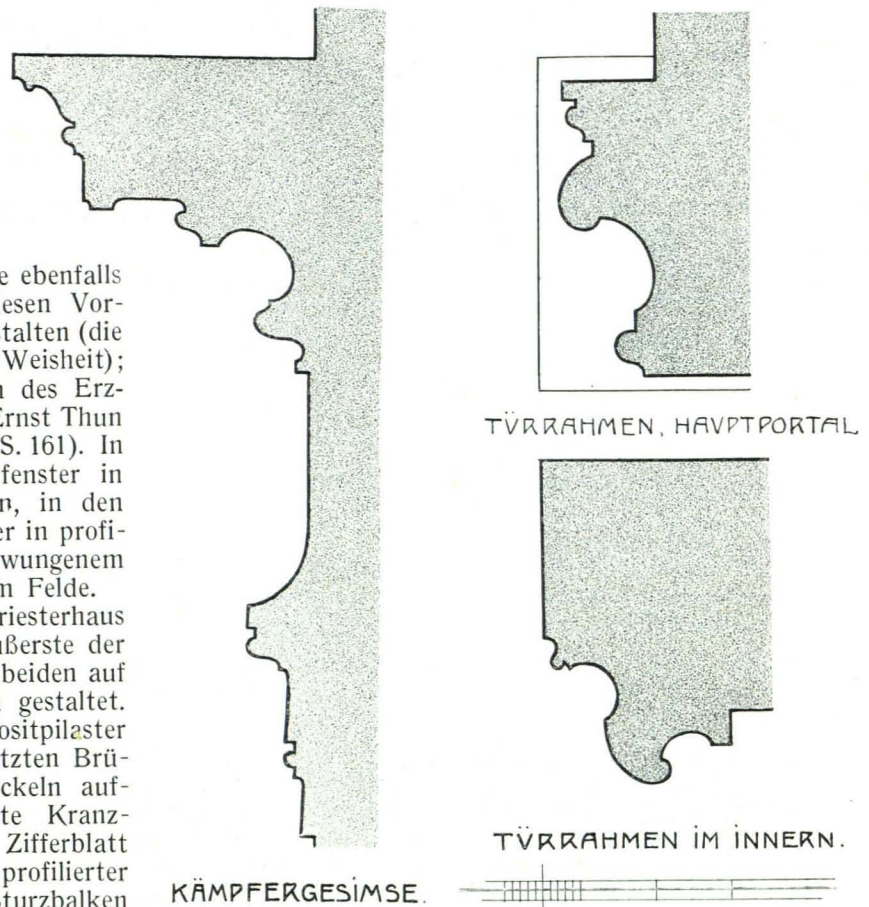 e ebenfalls
esen Vor-
talten (die
Weisheit);
n des Erz-
Ernst Thun
S. 161). In
fenster in
n, in den
er in profi-
wungenem
n Felde.
riesterhaus
ußerste der
beiden auf
gestaltet.
ositpilaster
tzten Brü-
ckeln auf-
te Kranz-
Zifferblatt
profilierter
Sturzbalken
KÄMPFERGESIMSE.
TVRRAHMEN, HAVPTPORTAL
TVRRAHMEN IM INNERN.